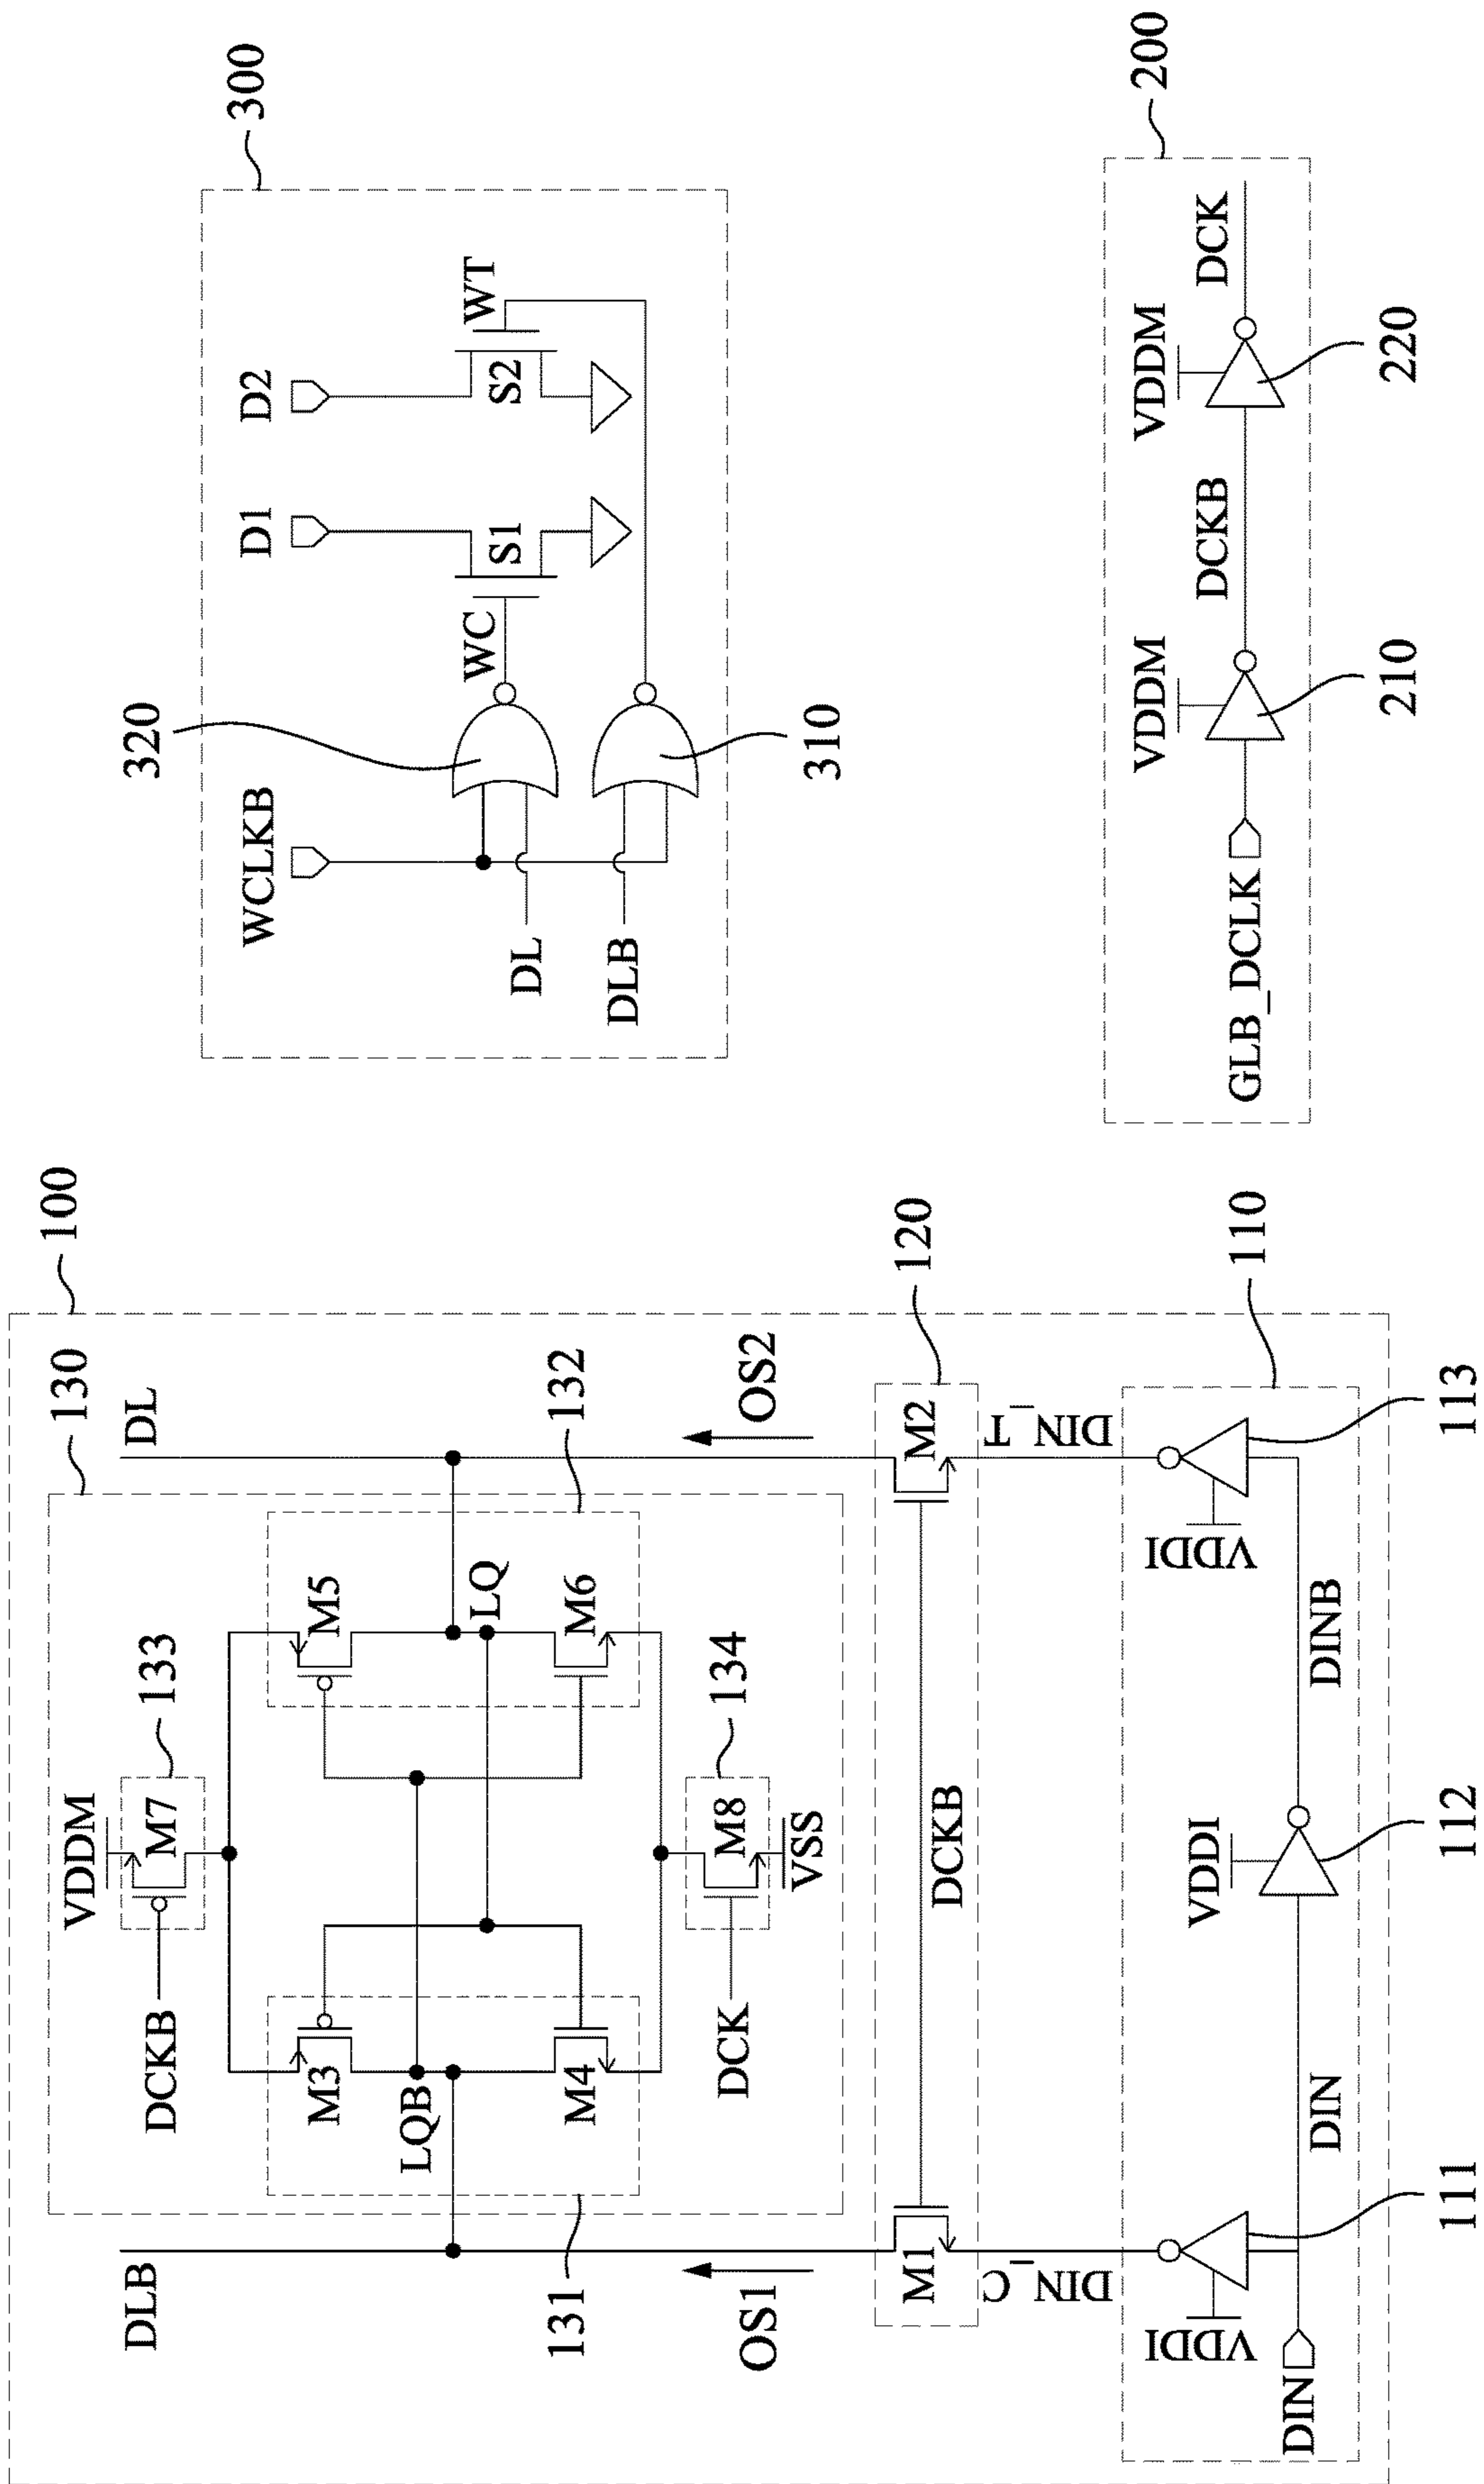 300
WCLKB
D1
D2
320
WC
S1
S2
WT
DL
DLB
310
200
VDDM
VDDM
GLB_DCLK
DCKB
DCK
210
220
100
130
DLB
DL
VDDM
133
DCKB
M7
132
M3
M5
LQB
LQ
M4
M6
134
DCK
M8
VSS
131
OS1
OS2
120
M1
DCKB
M2
DIN_C
DIN_T
110
VDDI
VDDI
VDDI
DIN
DIN
DINB
111
112
113